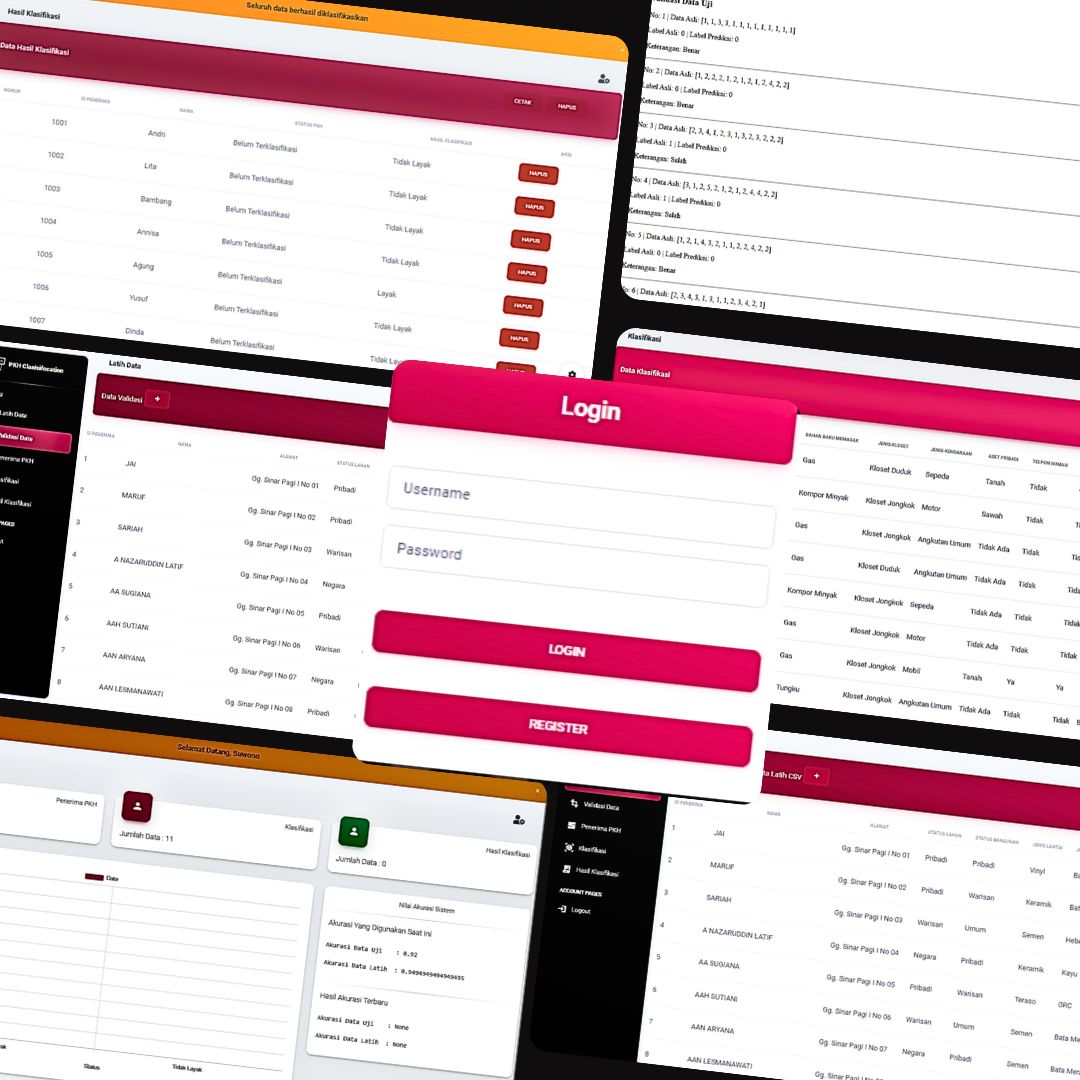 Seluruh data berhasil diklasifikasikan
×
Hasil Klasifikasi
Data Hasil Klasifikasi
CETAK HAPUS
NOMOR ID PENERIMA NAMA STATUS PKH HASIL KLASIFIKASI AKSI
1001 Andri Belum Terklasifikasi Tidak Layak HAPUS
1002 Lita Belum Terklasifikasi Tidak Layak HAPUS
1003 Bambang Belum Terklasifikasi Tidak Layak HAPUS
1004 Annisa Belum Terklasifikasi Tidak Layak HAPUS
1005 Agung Belum Terklasifikasi Layak HAPUS
1006 Yusuf Belum Terklasifikasi Tidak Layak HAPUS
1007 Dinda Belum Terklasifikasi
Data Uji
No: 1 | Data Asli: [1, 1, 3, 3, 1, 1, 1, 1, 1, 1, 1, 1, 1]
Label Asli: 0 | Label Prediksi: 0
Keterangan: Benar
No: 2 | Data Asli: [1, 2, 2, 2, 1, 2, 1, 2, 1, 2, 4, 2, 2]
Label Asli: 0 | Label Prediksi: 0
Keterangan: Benar
No: 3 | Data Asli: [2, 3, 4, 1, 2, 3, 1, 3, 2, 3, 2, 2, 2]
Label Asli: 1 | Label Prediksi: 0
Keterangan: Salah
No: 4 | Data Asli: [3, 1, 2, 5, 2, 1, 2, 1, 2, 4, 4, 2, 2]
Label Asli: 1 | Label Prediksi: 0
Keterangan: Salah
No: 5 | Data Asli: [1, 2, 1, 4, 3, 2, 1, 1, 2, 2, 4, 2, 2]
Label Asli: 0 | Label Prediksi: 0
Keterangan: Benar
No: 6 | Data Asli: [2, 3, 4, 3, 1, 3, 1, 1, 2, 3, 4, 2, 1]
PKH Clasisifocation
Latih Data
Validasi Data
Penerima PKH
Latih Data
Data Validesi +
ID PENERIMA NAMA ALAMAT STATUS LAHAN
1 JAI Gg. Sinar Pagi I No 01 Pribadi
2 MARUF Gg. Sinar Pagi I No 02 Pribadi
3 SARIAH Gg. Sinar Pagi I No 03 Warisan
4 A NAZARUDDIN LATIF Gg. Sinar Pagi I No 04 Negara
5 AA SUGIANA Gg. Sinar Pagi I No 05 Pribadi
6 AAH SUTIANI Gg. Sinar Pagi I No 06 Warisan
7 AAN ARYANA Gg. Sinar Pagi I No 07 Negara
8 AAN LESMANAWATI Gg. Sinar Pagi I No 08 Pribadi
Login
Username
Password
LOGIN
REGISTER
Klasifikasi
Data Klasifikasi
BAHAN BAKU MEMASAK JENIS KLOSET JENIS KENDARAAN ASET PRIBADI TELPON RUMAH
Gas Kloset Duduk Sepeda Tanah Tidak
Kompor Minyak Kloset Jongkok Motor Sawah Tidak
Gas Kloset Jongkok Angkutan Umum Tidak Ada Tidak
Gas Kloset Duduk Angkutan Umum Tidak Ada Tidak
Kompor Minyak Kloset Jongkok Sepeda Tidak Ada Tidak
Gas Kloset Jongkok Motor Tidak Ada Tidak
Gas Kloset Jongkok Mobil Tanah Ya Ya
Tungku Kloset Jongkok Angkutan Umum Tidak Ada Tidak Tidak
Selamat Datang, Suwono
×
Penerima PKH
Klasifikasi
Jumlah Data : 11
Hasil Klasifikasi
Jumlah Data : 0
Data
Status
Tidak Layak
Nilai Akurasi Sistem
Akurasi Yang Digunakan Saat Ini
Akurasi Data Uji : 0.92
Akurasi Data Latih : 0.9496949494949495
Hasil Akurasi Terbaru
Akurasi Data Uji : None
Akurasi Data Latih : None
Validasi Data
Penerima PKH
Klasifikasi
Hasil Klasifikasi
ACCOUNT PAGES
Logout
Latih CSV +
ID PENERIMA NAMA ALAMAT STATUS LAHAN STATUS BANGUNAN JENIS LANTAI
1 JAI Gg. Sinar Pagi I No 01 Pribadi Pribadi Vinyl
2 MARUF Gg. Sinar Pagi I No 02 Pribadi Warisan Keramik
3 SARIAH Gg. Sinar Pagi I No 03 Warisan Umum Semen
4 A NAZARUDDIN LATIF Gg. Sinar Pagi I No 04 Negara Pribadi Keramik Kayu
5 AA SUGIANA Gg. Sinar Pagi I No 05 Pribadi Warisan Teraso GRC
6 AAH SUTIANI Gg. Sinar Pagi I No 06 Warisan Umum Semen
7 AAN ARYANA Gg. Sinar Pagi I No 07 Negara Pribadi Semen
8 AAN LESMANAWATI